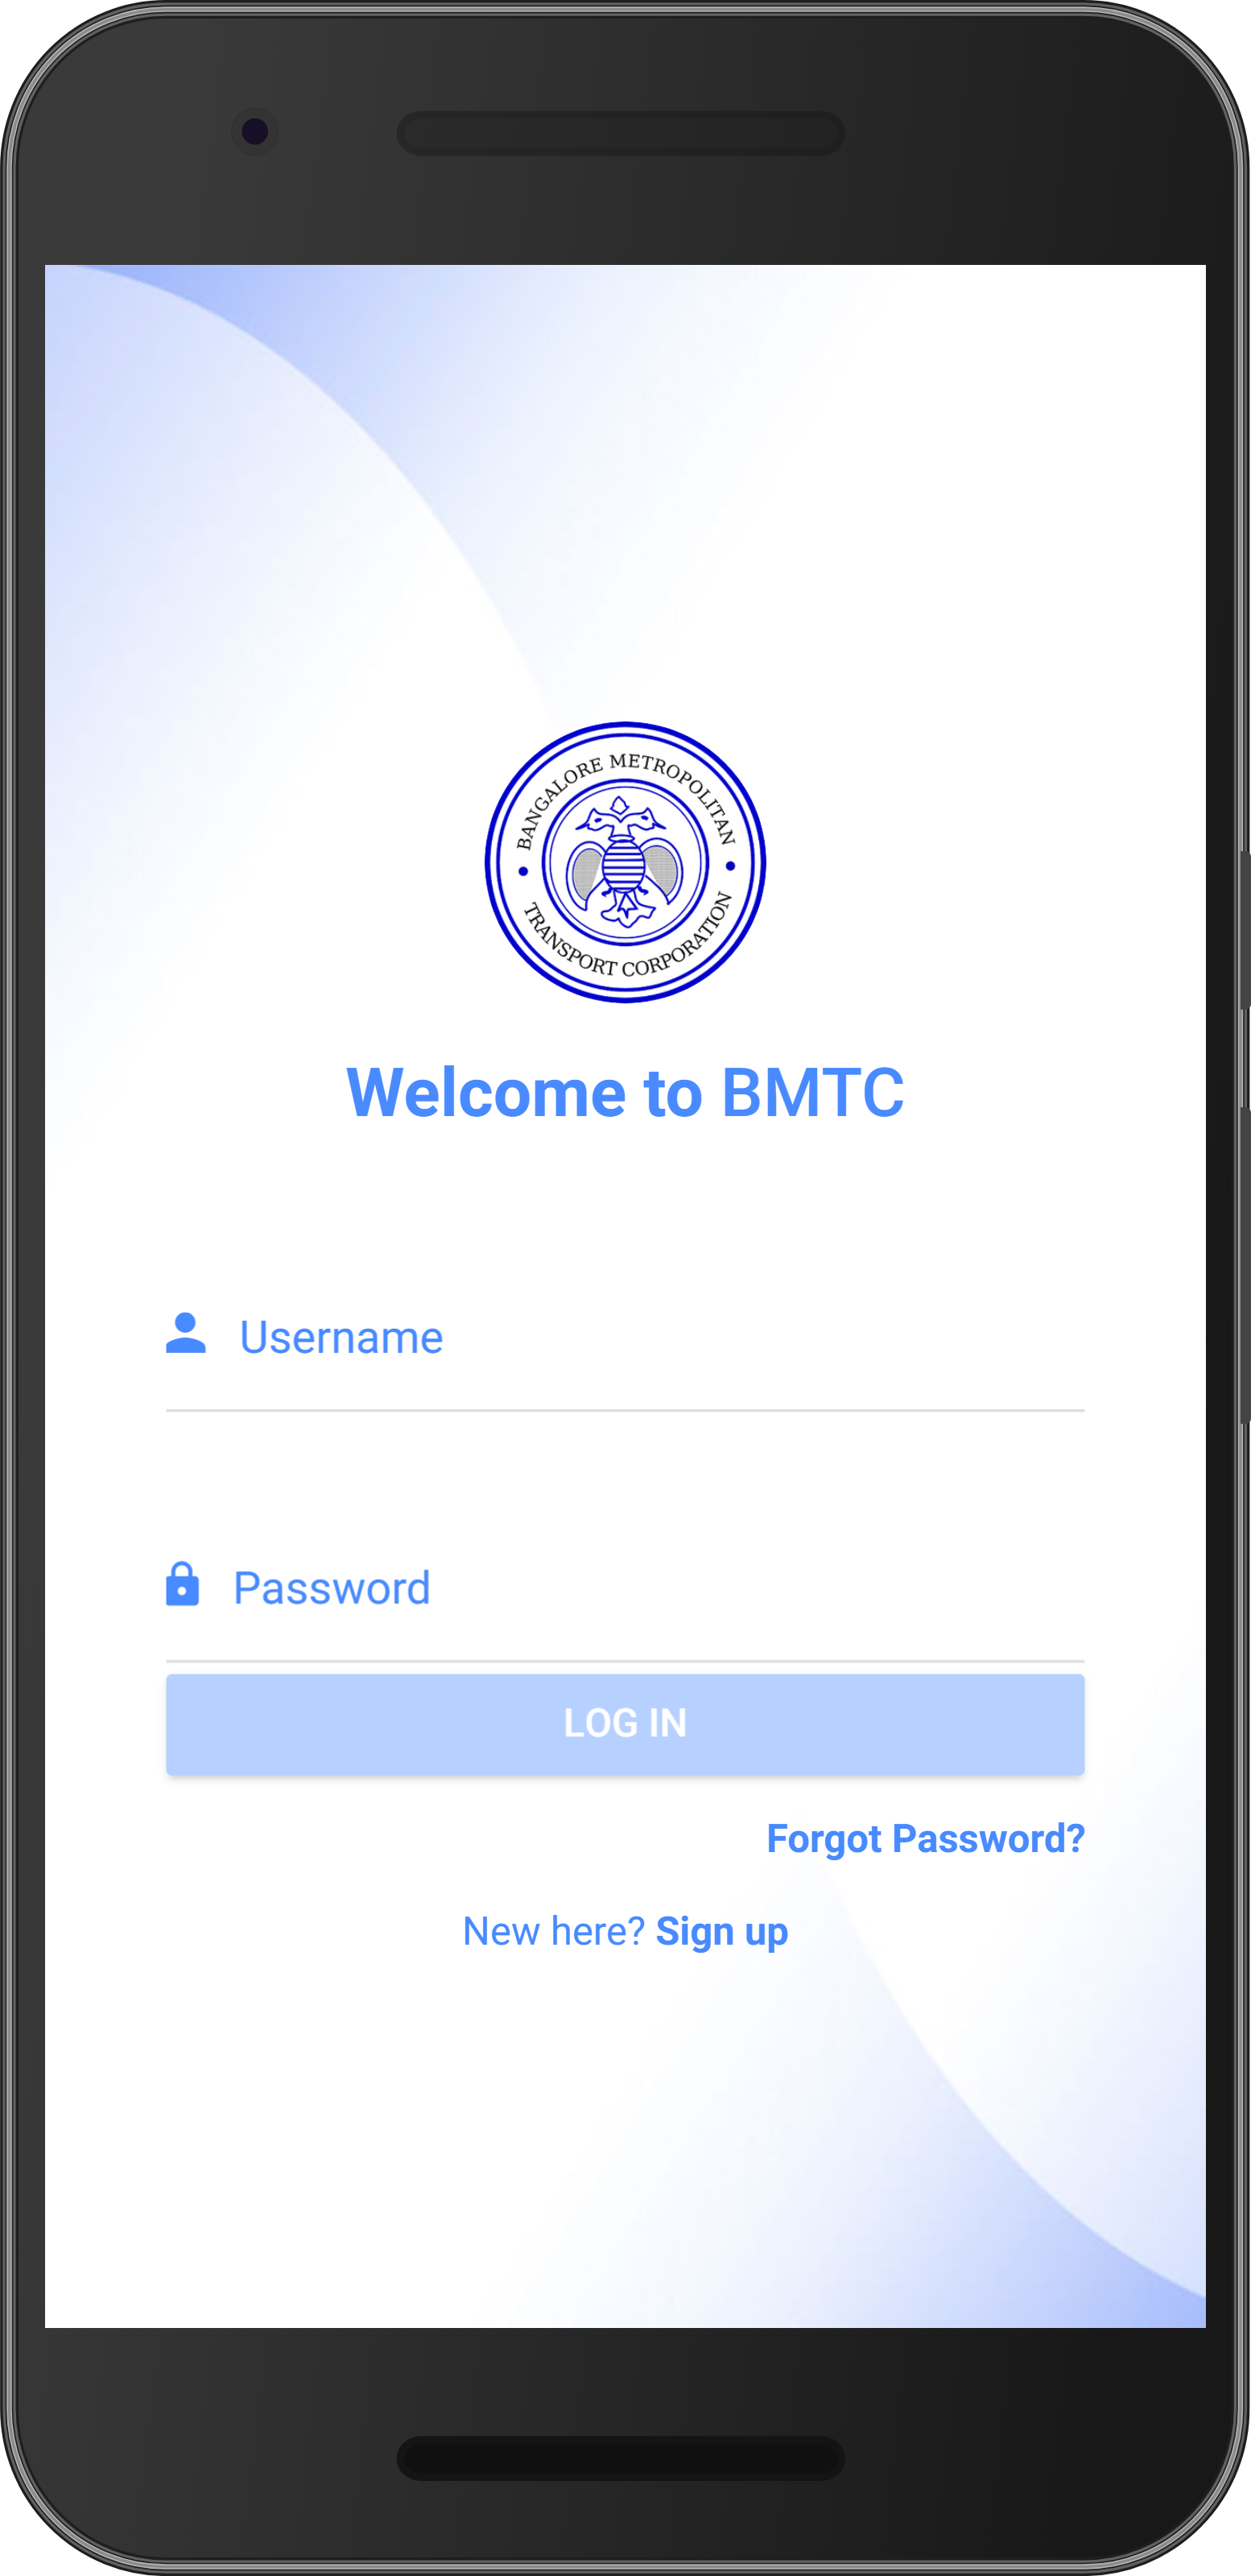 BANGALORE METROPOLITAN
TRANSPORT CORPORATION
Welcome to BMTC
Username
Password
LOG IN
Forgot Password?
New here? Sign up